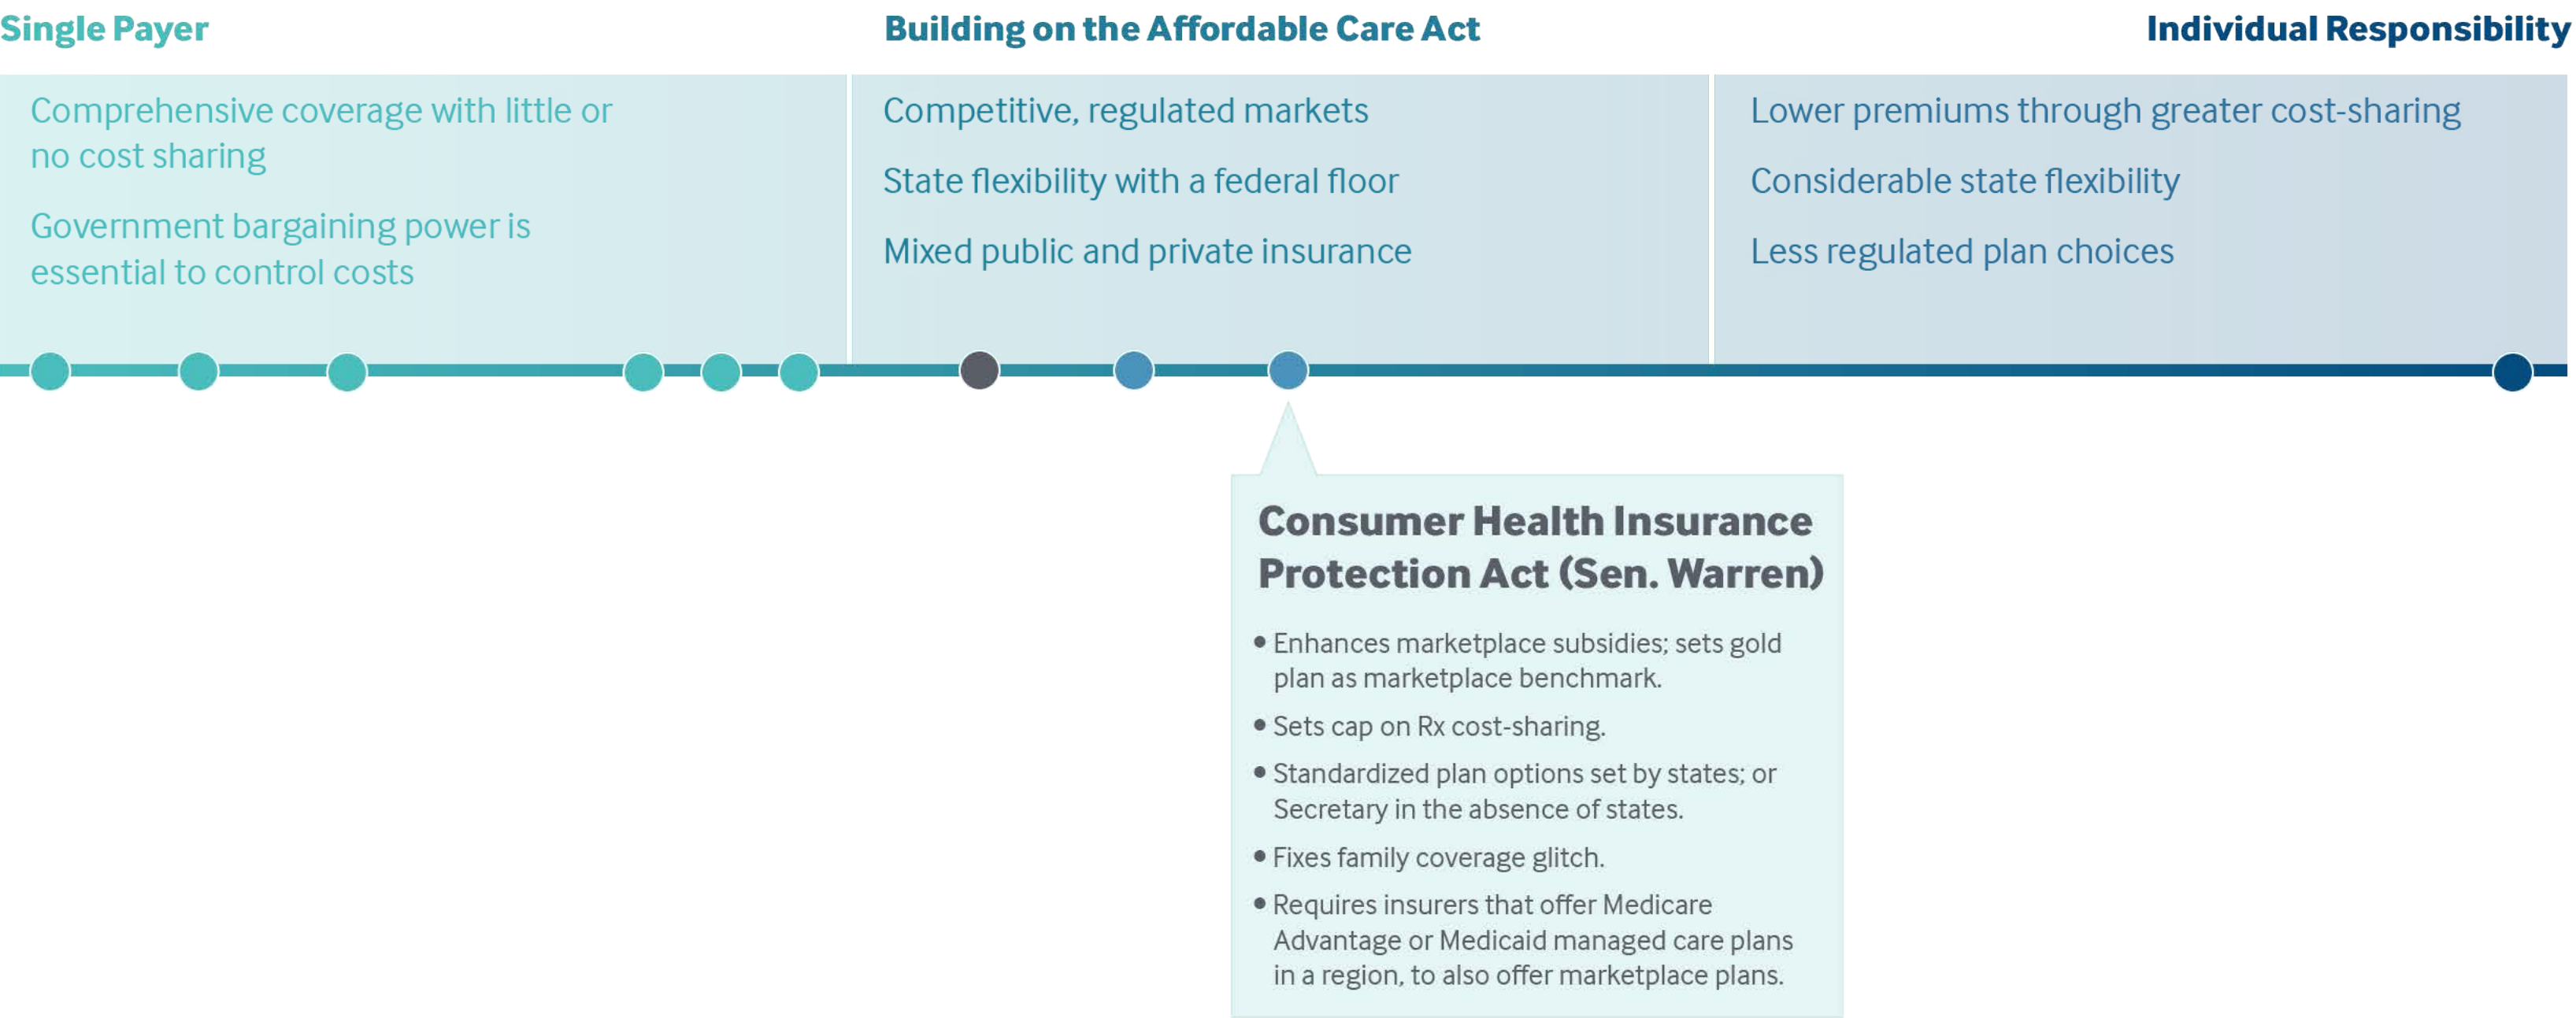 Single Payer
Building on the Affordable Care Act
Individual Responsibility
Comprehensive coverage with little or
no cost sharing
Government bargaining power is
essential to control costs
Competitive, regulated markets
State flexibility with a federal floor
Mixed public and private insurance
Lower premiums through greater cost-sharing
Considerable state flexibility
Less regulated plan choices
Consumer Health Insurance
Protection Act (Sen. Warren)
• Enhances marketplace subsidies; sets gold
plan as marketplace benchmark.
• Sets cap on Rx cost-sharing.
• Standardized plan options set by states; or
Secretary in the absence of states.
• Fixes family coverage glitch.
• Requires insurers that offer Medicare
Advantage or Medicaid managed care plans
in a region, to also offer marketplace plans.